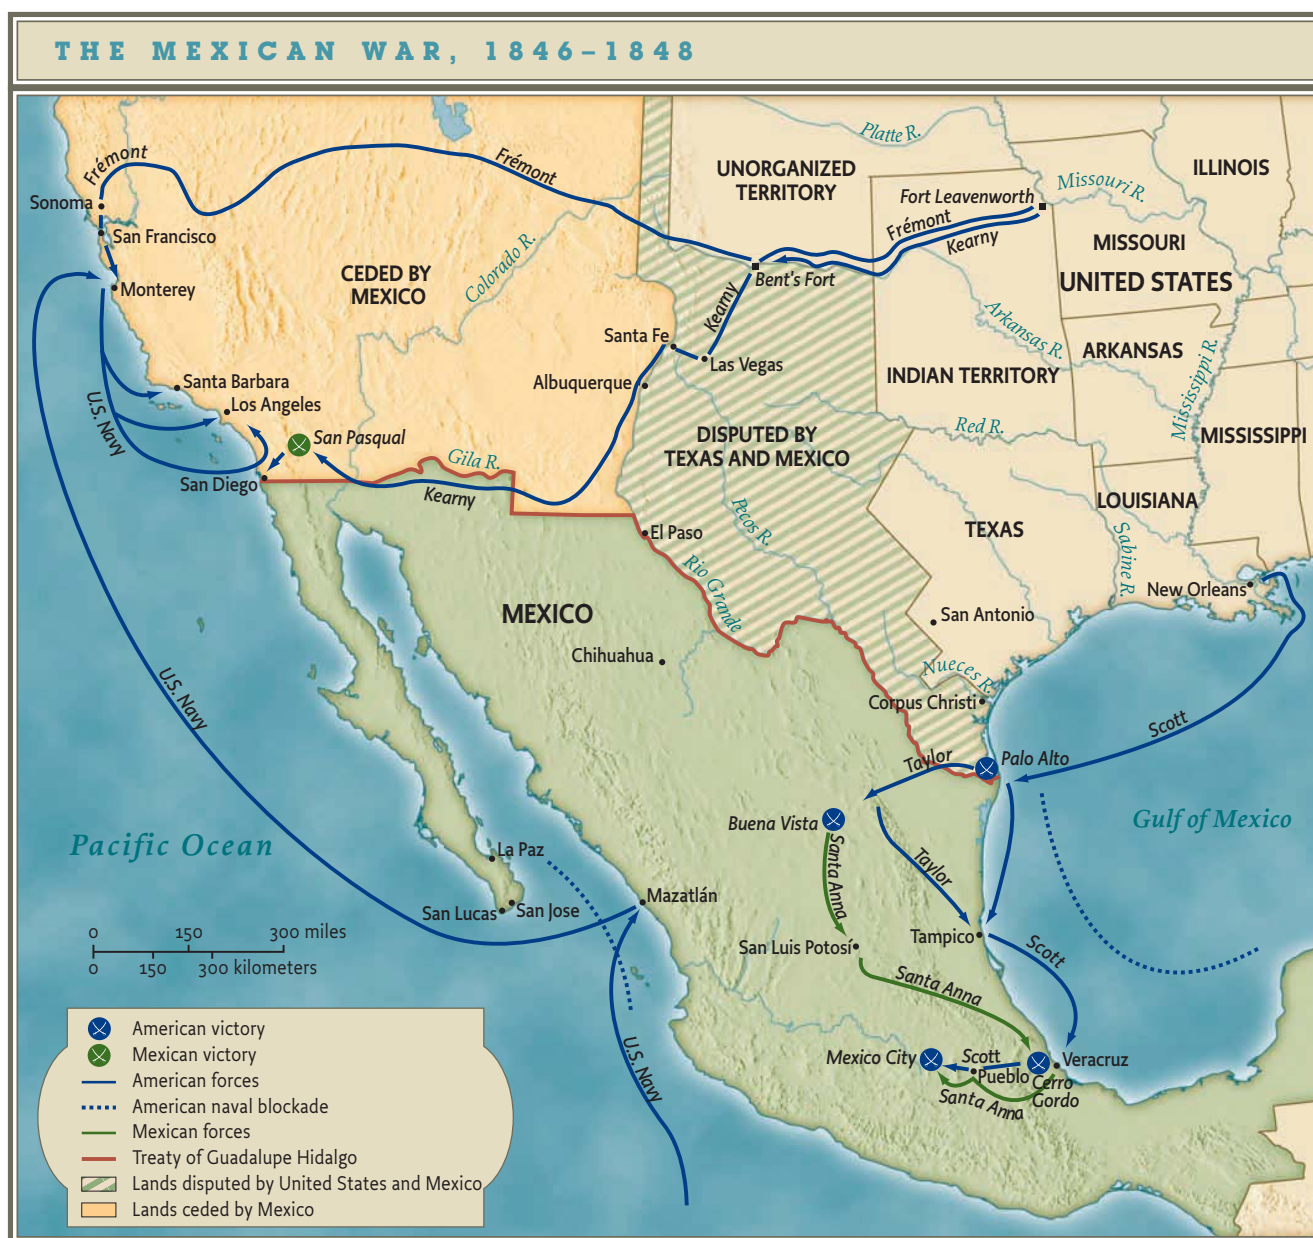 THE MEXICAN WAR, 1846–1848
Platte R.
UNORGANIZED
TERRITORY
ILLINOIS
Frémont
Frémont
Fort Leavenworth
Missouri R.
Sonoma
San Francisco
Frémont
Kearny
MISSOURI
UNITED STATES
Colorado R.
CEDED BY
MEXICO
Bent's Fort
Monterey
Kearny
Arkansas R.
Santa Fe
Las Vegas
ARKANSAS
Mississippi R.
Albuquerque
INDIAN TERRITORY
Santa Barbara
Los Angeles
U.S. Navy
San Pasqual
Red R.
DISPUTED BY
TEXAS AND MEXICO
MISSISSIPPI
Gila R.
San Diego
Kearny
LOUISIANA
Pecos R.
El Paso
TEXAS
Sabine R.
Rio Grande
New Orleans
MEXICO
San Antonio
Chihuahua
Nueces R.
Corpus Christi
U.S. Navy
Scott
Taylor
Palo Alto
Buena Vista
Gulf of Mexico
Pacific Ocean
La Paz
Santa Anna
Taylor
Mazatlán
San Lucas
San Jose
0 150 300 miles
0 150 300 kilometers
Tampico
San Luis Potosí
Scott
Santa Anna
U.S. Navy
Mexico City
Scott
Veracruz
Pueblo
Cerro
Gordo
Santa Anna
American victory
Mexican victory
American forces
American naval blockade
Mexican forces
Treaty of Guadalupe Hidalgo
Lands disputed by United States and Mexico
Lands ceded by Mexico